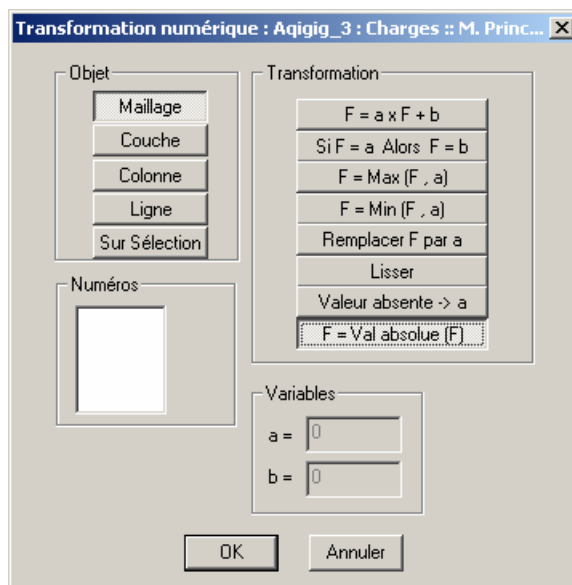 Transformation numérique : Aqigig_3 : Charges :: M. Princ...
Objet
Maillage
Couche
Colonne
Ligne
Sur Sélection
Transformation
F = a x F + b
Si F = a Alors F = b
F = Max (F , a)
F = Min (F , a)
Remplacer F par a
Lisser
Valeur absente -> a
F = Val absolue (F)
Numéros
Variables
a = 0
b = 0
OK
Annuler